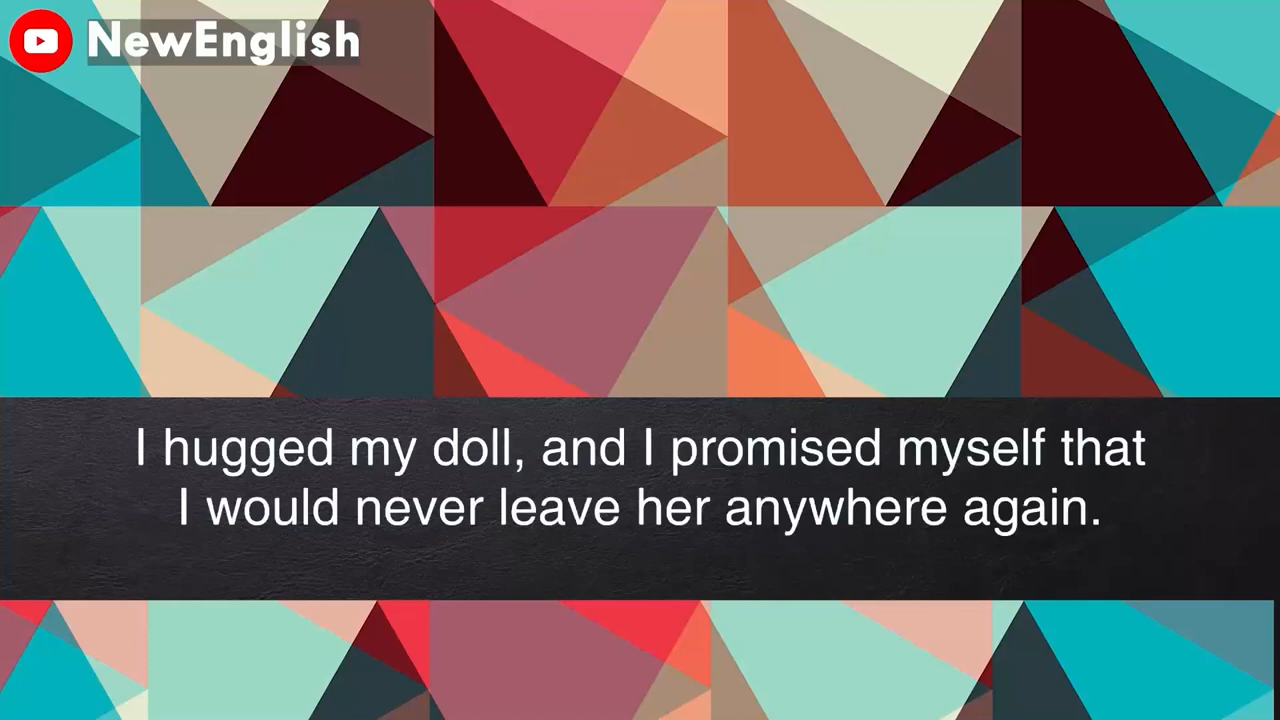 NewEnglish
I hugged my doll, and I promised myself that
I would never leave her anywhere again.